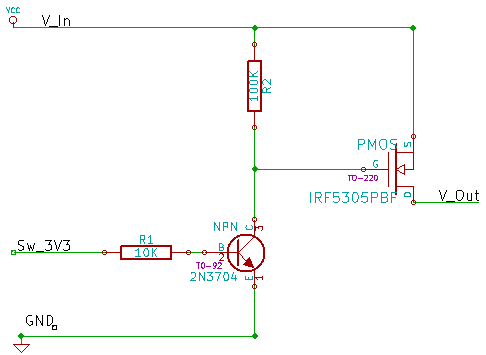 VCC
V_In
100K
R2
PMOS
S
G
TO-220
D
IRF5305PBF
V_Out
NPN
C
3
Sw_3V3
R1
10K
B
2
TO-92
2N3704
E
1
GND